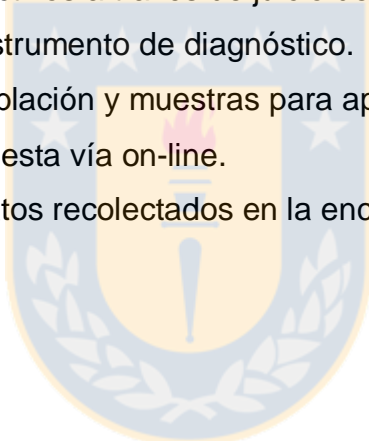 strumento de diagnóstico.
olación y muestras para ap
esta vía on-line.
tos recolectados en la enc